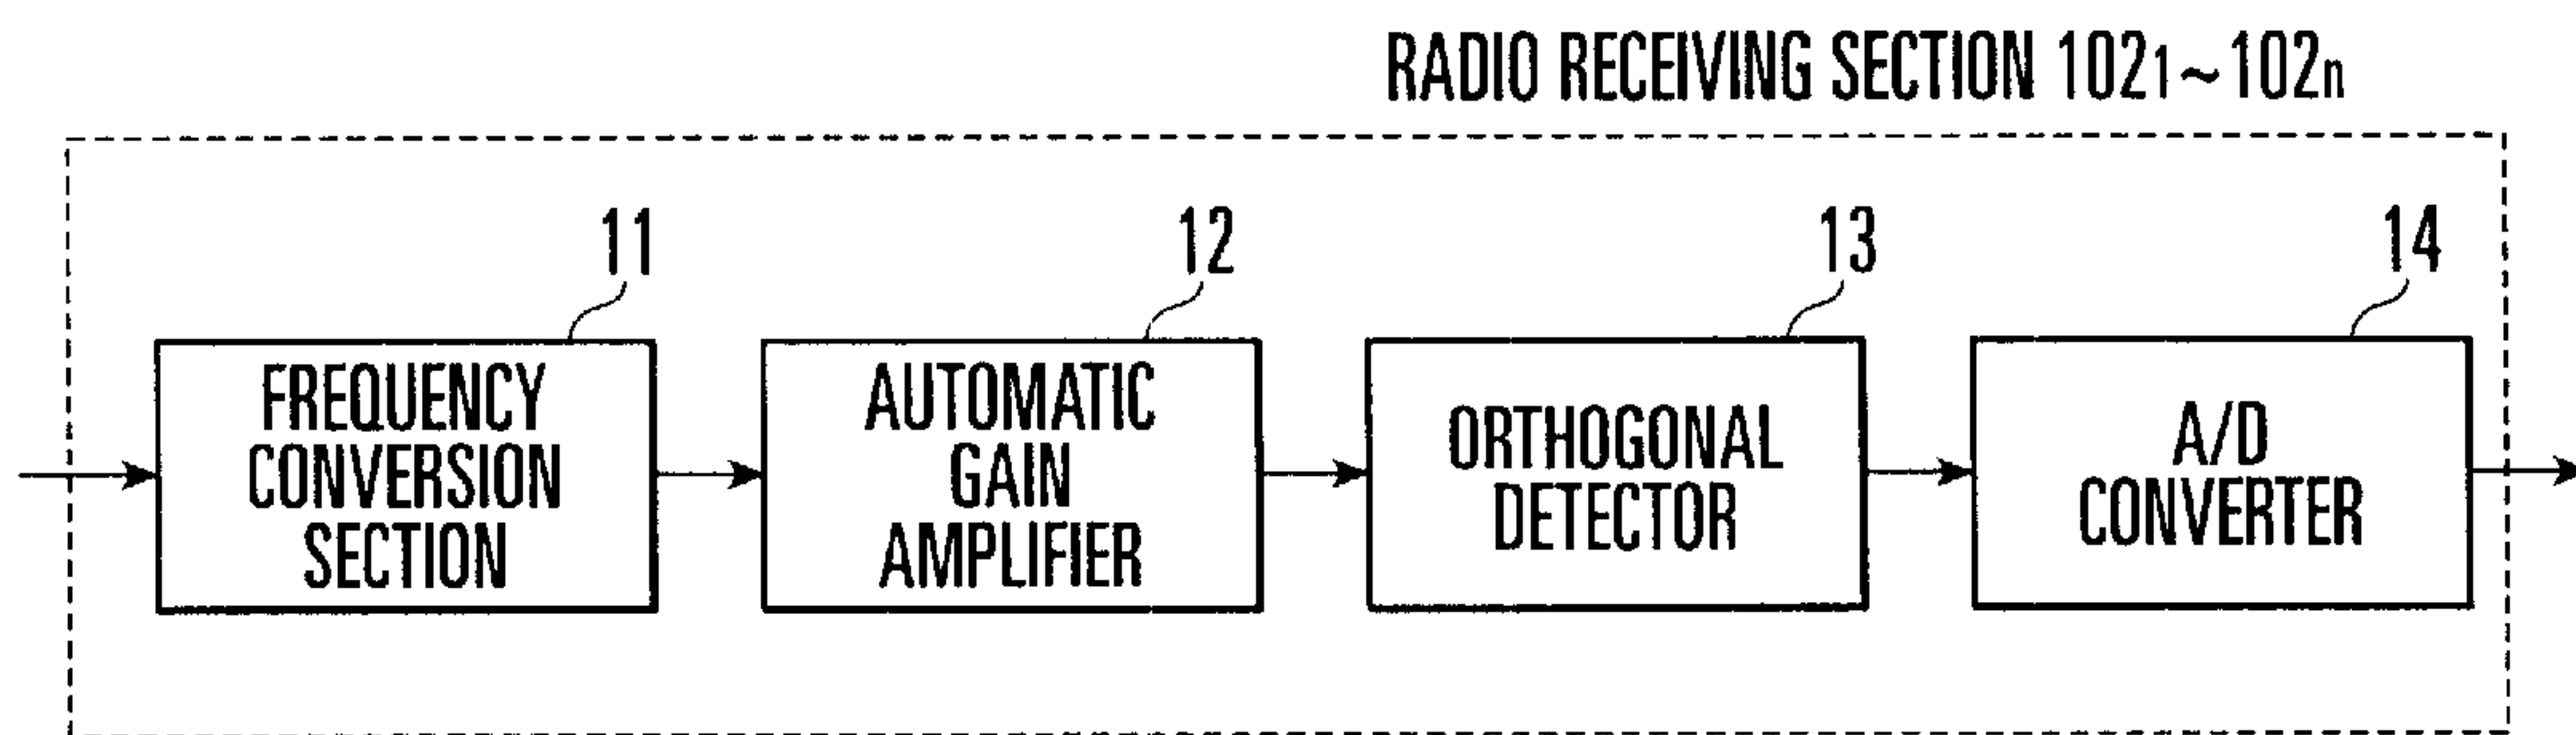 RADIO RECEIVING SECTION 102₁~102ₙ
11
12
13
14
FREQUENCY
CONVERSION
SECTION
AUTOMATIC
GAIN
AMPLIFIER
ORTHOGONAL
DETECTOR
A/D
CONVERTER